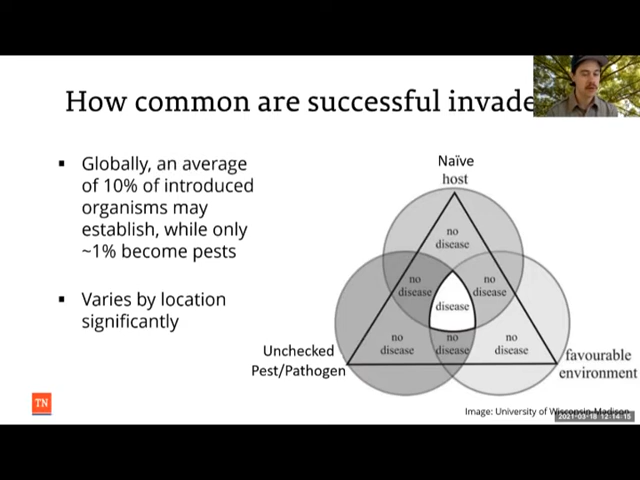 How common are successful invade
▪ Globally, an average
of 10% of introduced
organisms may
establish, while only
~1% become pests
▪ Varies by location
significantly
Naïve
host
no
disease
no
disease
no
disease
disease
no
disease
no
disease
no
disease
Unchecked
Pest/Pathogen
favourable
environment
TN
Image: University of Wisconsin-Madison
2021-03-18 12:14:15